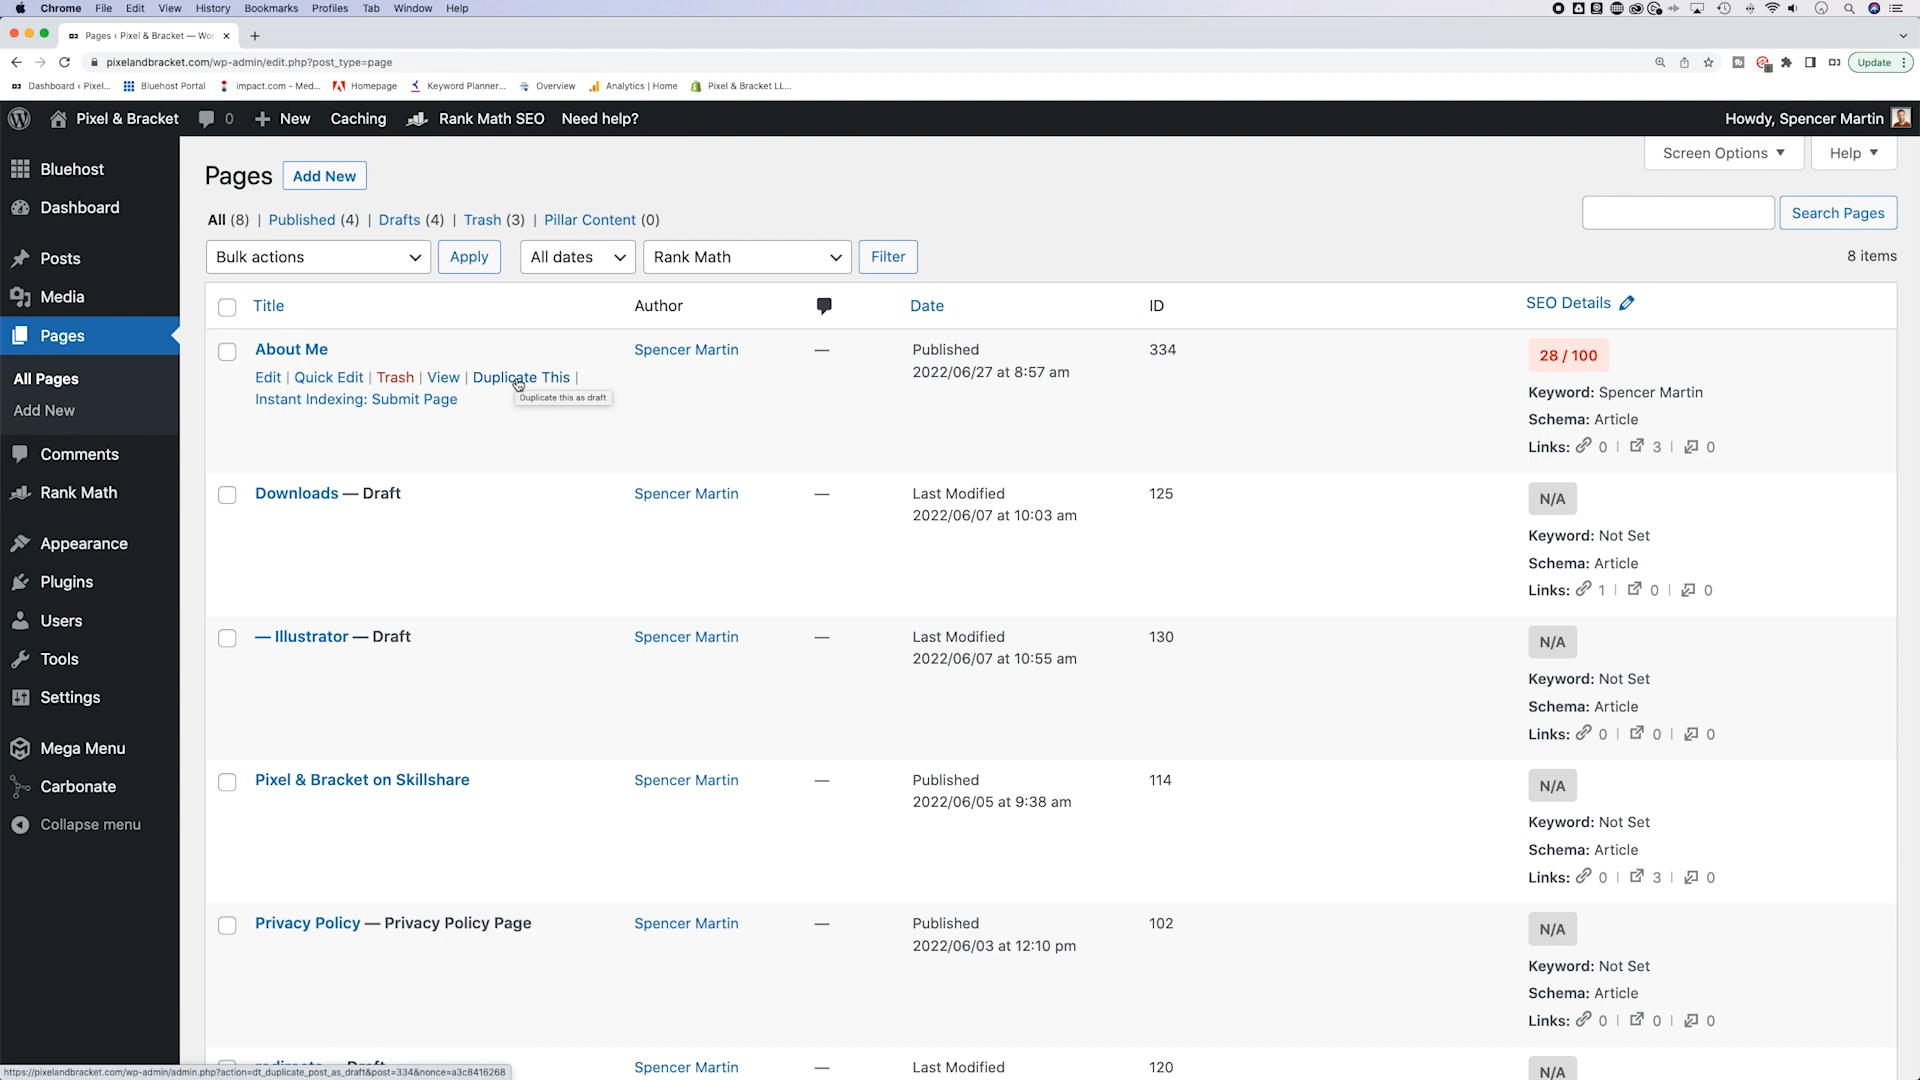 Chrome File Edit View History Bookmarks Profiles Tab Window Help
Pages ‹ Pixel & Bracket — Wor
pixelandbracket.com/wp-admin/edit.php?post_type=page
Update
Dashboard ‹ Pixel... Bluehost Portal impact.com - Med... Homepage Keyword Planner... Overview Analytics | Home Pixel & Bracket LL...
Pixel & Bracket 0 New Caching Rank Math SEO Need help? Howdy, Spencer Martin
Screen Options Help
Bluehost
Dashboard
Posts
Media
Pages
All Pages
Add New
Comments
Rank Math
Appearance
Plugins
Users
Tools
Settings
Mega Menu
Carbonate
Collapse menu
Pages Add New
All (8) | Published (4) | Drafts (4) | Trash (3) | Pillar Content (0)
Search Pages
Bulk actions Apply All dates Rank Math Filter
8 items
Title Author Date ID SEO Details
About Me Spencer Martin — Published 334 28 / 100
Edit | Quick Edit | Trash | View | Duplicate This | 2022/06/27 at 8:57 am
Duplicate this as draft
Instant Indexing: Submit Page
Keyword: Spencer Martin
Schema: Article
Links: 0 | 3 | 0
Downloads — Draft Spencer Martin — Last Modified 125 N/A
2022/06/07 at 10:03 am
Keyword: Not Set
Schema: Article
Links: 1 | 0 | 0
— Illustrator — Draft Spencer Martin — Last Modified 130 N/A
2022/06/07 at 10:55 am
Keyword: Not Set
Schema: Article
Links: 0 | 0 | 0
Pixel & Bracket on Skillshare Spencer Martin — Published 114 N/A
2022/06/05 at 9:38 am
Keyword: Not Set
Schema: Article
Links: 0 | 3 | 0
Privacy Policy — Privacy Policy Page Spencer Martin — Published 102 N/A
2022/06/03 at 12:10 pm
Keyword: Not Set
Schema: Article
Links: 0 | 0 | 0
redirects — Draft Spencer Martin — Last Modified 120 N/A
https://pixelandbracket.com/wp-admin/admin.php?action=dt_duplicate_post_as_draft&post=334&nonce=a3c8416268